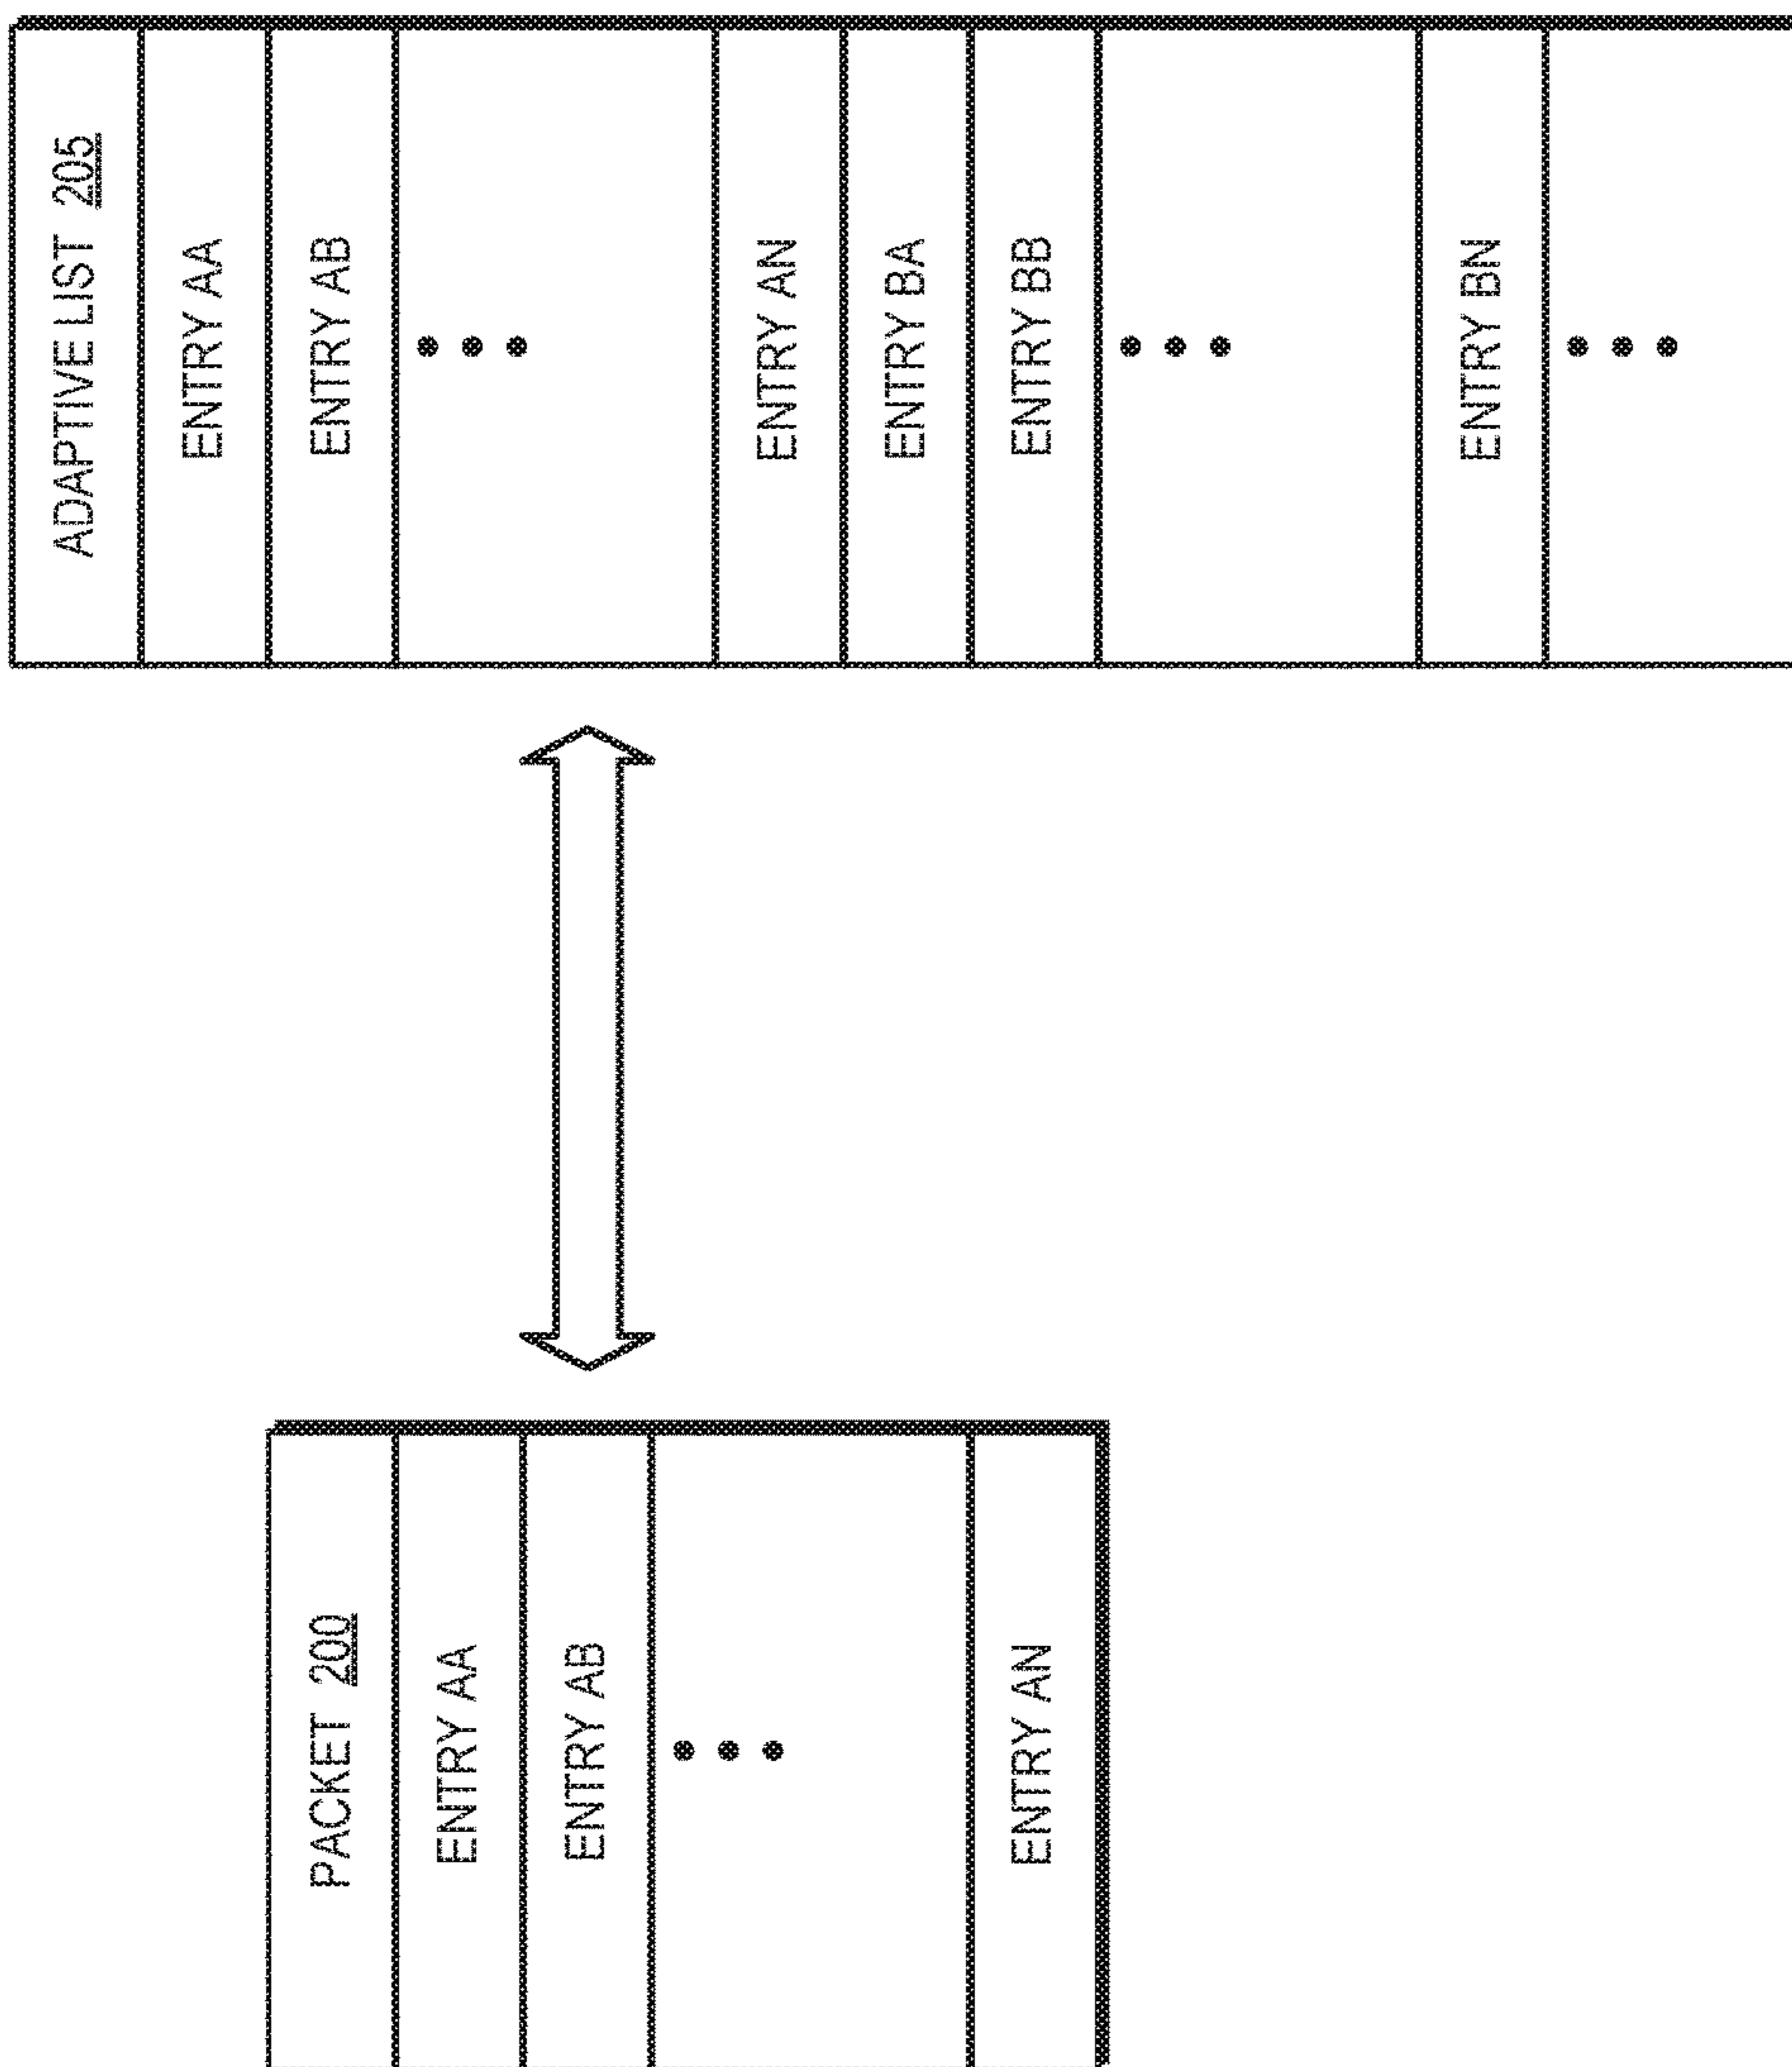 PACKET 200
ENTRY AA
ENTRY AB
ENTRY AN
ADAPTIVE LIST 205
ENTRY AA
ENTRY AB
ENTRY AN
ENTRY BA
ENTRY BB
ENTRY BN